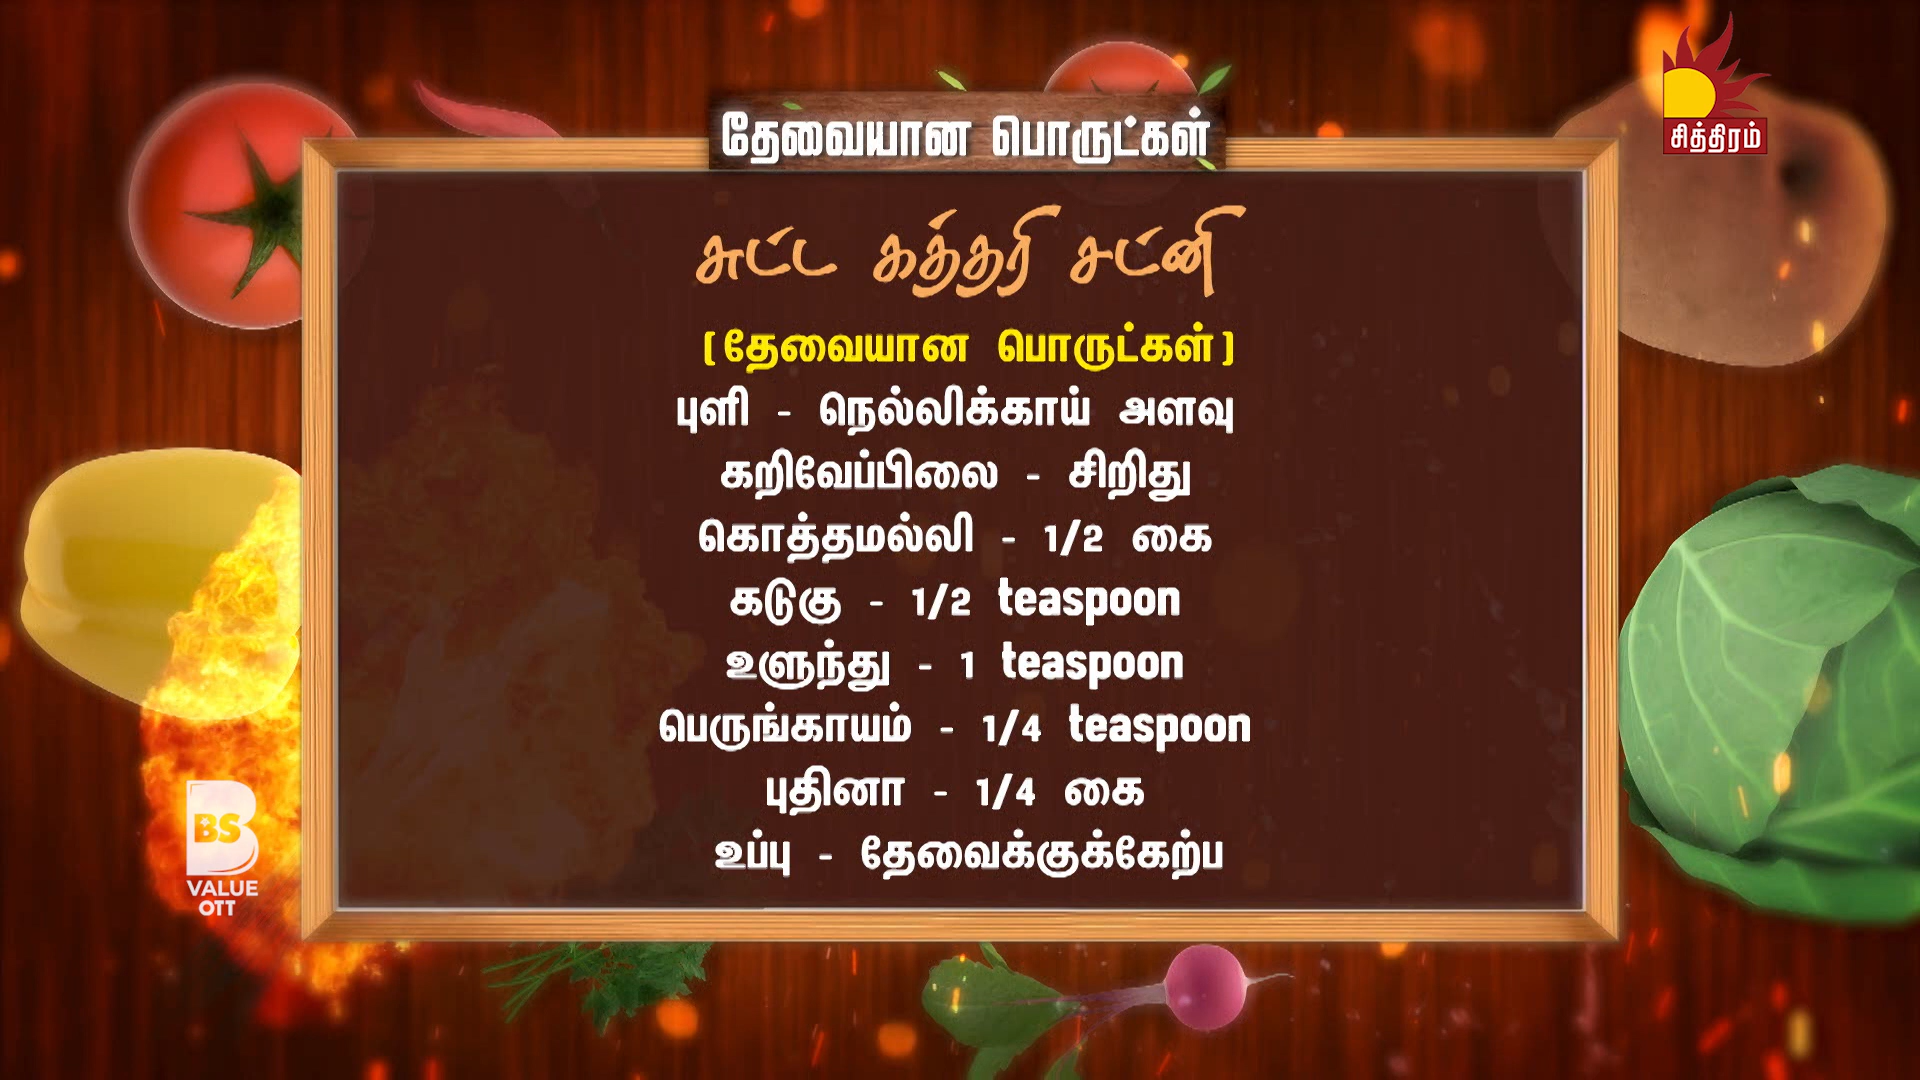 தேவையான பொருட்கள்
சித்திரம்
சுட்ட கத்தரி சட்னி
(தேவையான பொருட்கள்)
புளி - நெல்லிக்காய் அளவு
கறிவேப்பிலை - சிறிது
கொத்தமல்லி - 1/2 கை
கடுகு - 1/2 teaspoon
உளுந்து - 1 teaspoon
பெருங்காயம் - 1/4 teaspoon
புதினா - 1/4 கை
உப்பு - தேவைக்குக்கேற்ப
BS
VALUE
OTT